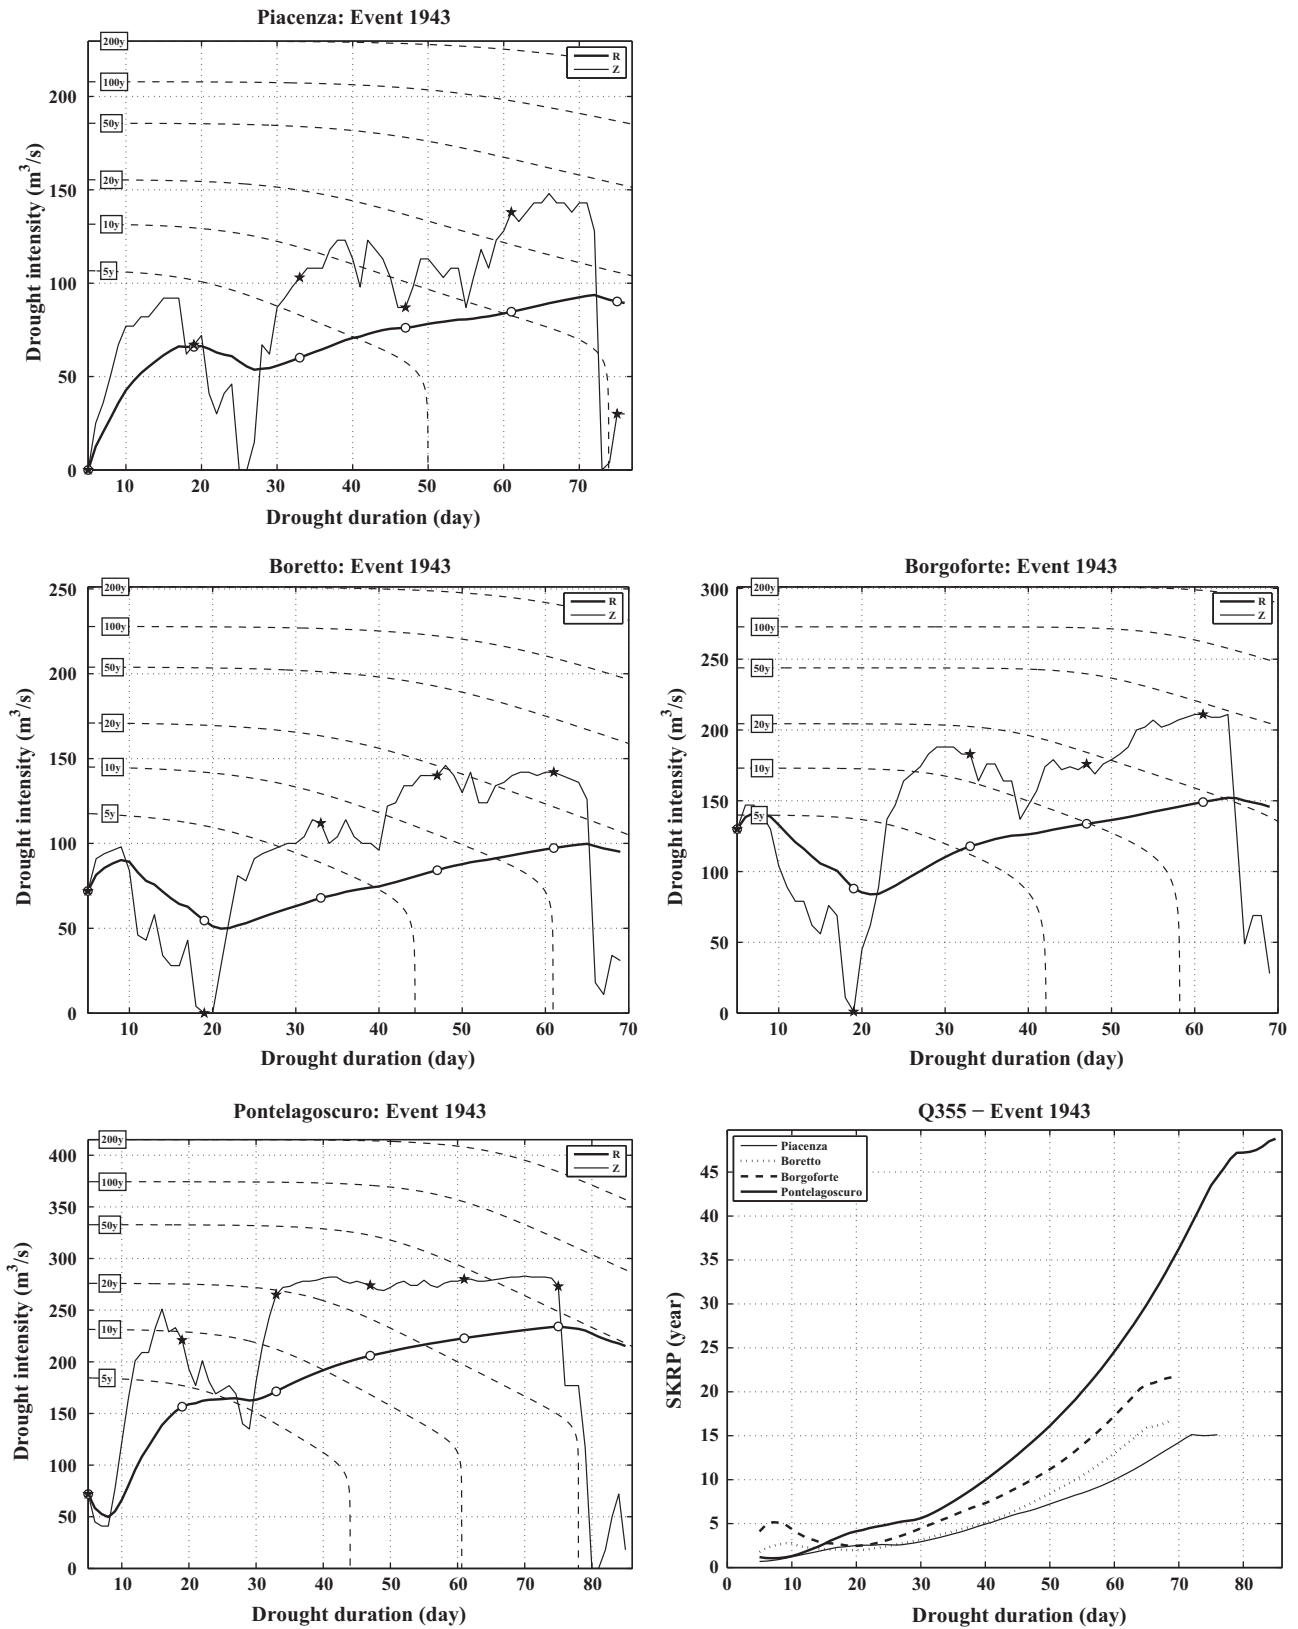 Piacenza: Event 1943
Drought intensity (m³/s)
200
150
100
50
0
200y
100y
50y
20y
10y
5y
R
Z
10 20 30 40 50 60 70
Drought duration (day)
Boretto: Event 1943
Drought intensity (m³/s)
250
200
150
100
50
0
200y
100y
50y
20y
10y
5y
R
Z
10 20 30 40 50 60 70
Drought duration (day)
Borgoforte: Event 1943
Drought intensity (m³/s)
300
250
200
150
100
50
0
200y
100y
50y
20y
10y
5y
R
Z
10 20 30 40 50 60 70
Drought duration (day)
Pontelagoscuro: Event 1943
Drought intensity (m³/s)
400
350
300
250
200
150
100
50
0
200y
100y
50y
20y
10y
5y
R
Z
10 20 30 40 50 60 70 80
Drought duration (day)
Q355 − Event 1943
SKRP (year)
45
40
35
30
25
20
15
10
5
0
Piacenza
Boretto
Borgoforte
Pontelagoscuro
0 10 20 30 40 50 60 70 80
Drought duration (day)